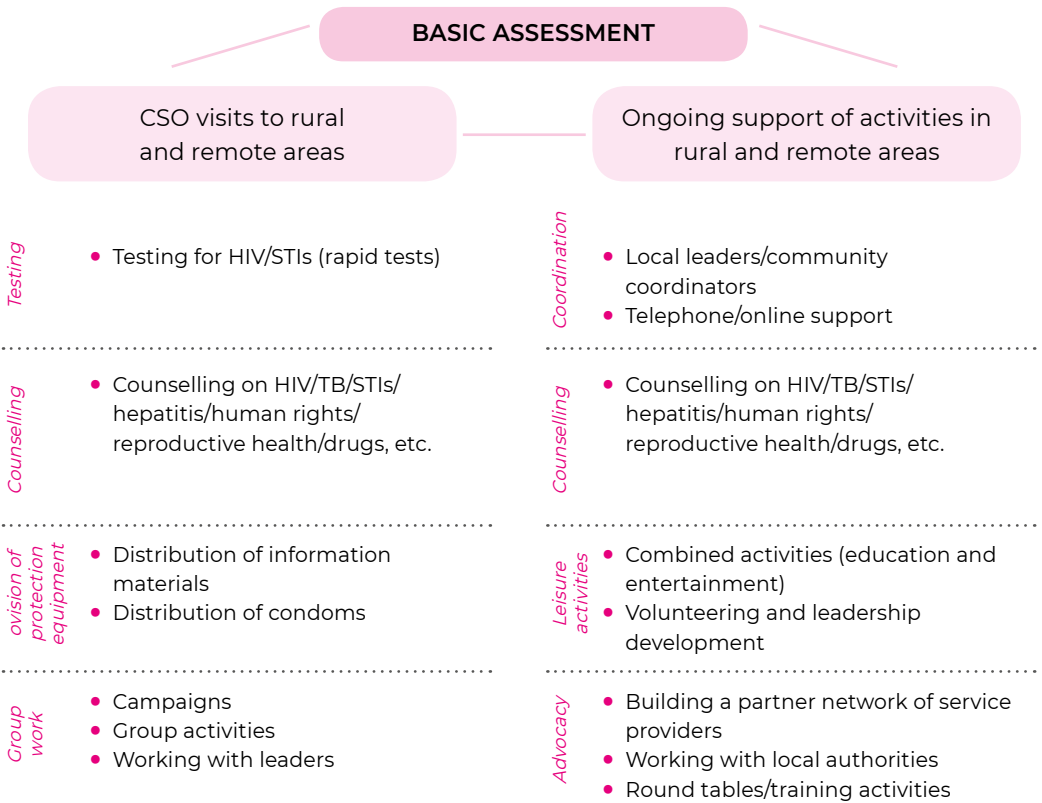 BASIC ASSESSMENT
CSO visits to rural
and remote areas
Testing
• Testing for HIV/STIs (rapid tests)
Counselling
• Counselling on HIV/TB/STIs/
hepatitis/human rights/
reproductive health/drugs, etc.
ovision of
protection
equipment
• Distribution of information
materials
• Distribution of condoms
Group
work
• Campaigns
• Group activities
• Working with leaders
Ongoing support of activities in
rural and remote areas
Coordination
• Local leaders/community
coordinators
• Telephone/online support
Counselling
• Counselling on HIV/TB/STIs/
hepatitis/human rights/
reproductive health/drugs, etc.
Leisure
activities
• Combined activities (education and
entertainment)
• Volunteering and leadership
development
Advocacy
• Building a partner network of service
providers
• Working with local authorities
• Round tables/training activities